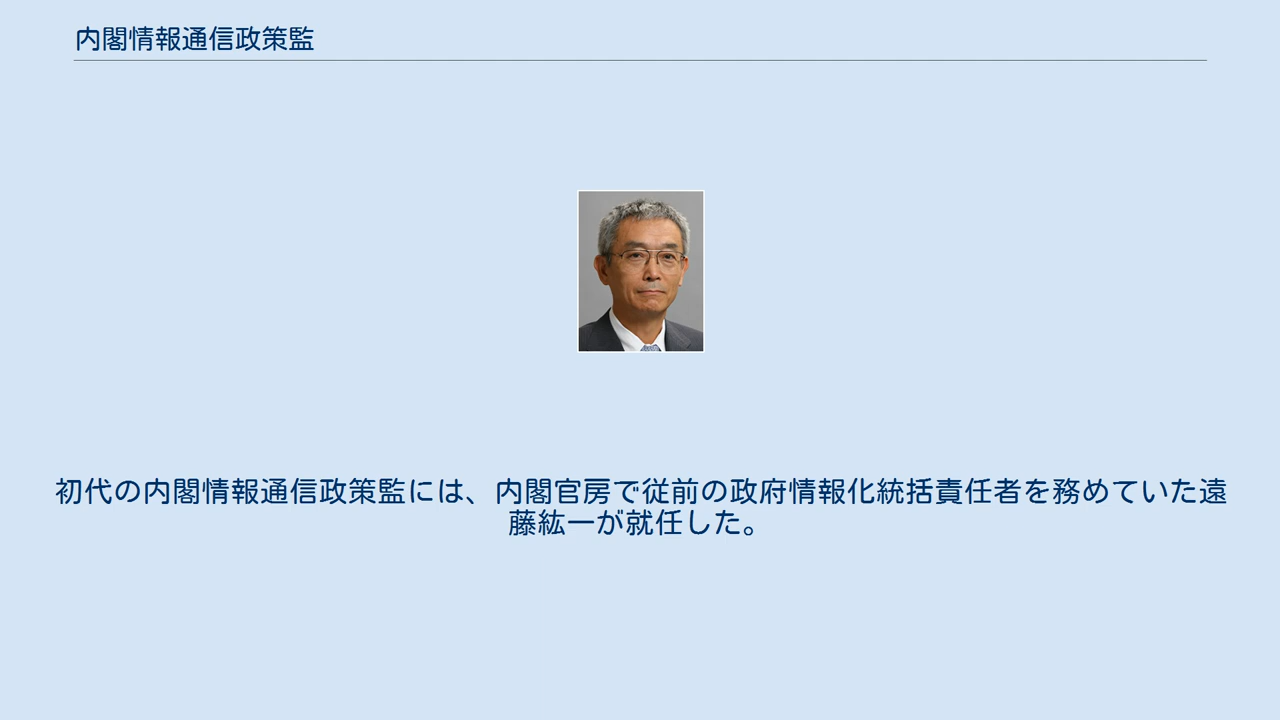 内閣情報通信政策監
初代の内閣情報通信政策監には、内閣官房で従前の政府情報化統括責任者を務めていた遠
藤紘一が就任した。